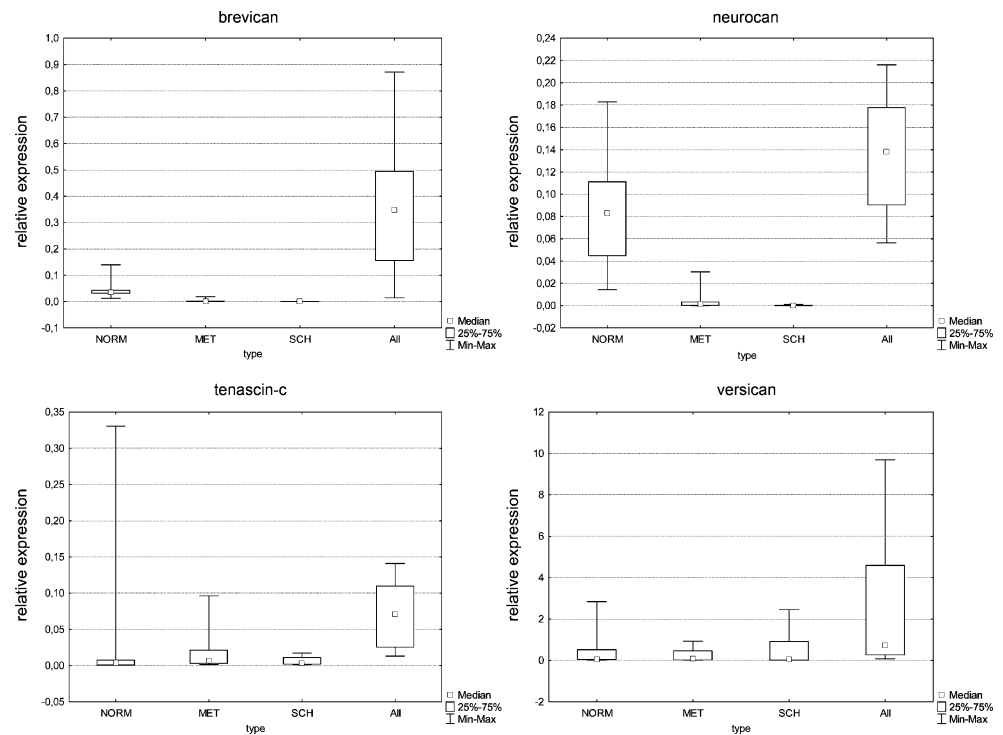 brevican
relative expression
1,0
0,9
0,8
0,7
0,6
0,5
0,4
0,3
0,2
0,1
0,0
-0,1
NORM MET SCH AII
type
Median
25%-75%
Min-Max
neurocan
relative expression
0,24
0,22
0,20
0,18
0,16
0,14
0,12
0,10
0,08
0,06
0,04
0,02
0,00
-0,02
NORM MET SCH AII
type
Median
25%-75%
Min-Max
tenascin-c
relative expression
0,35
0,30
0,25
0,20
0,15
0,10
0,05
0,00
-0,05
NORM MET SCH AII
type
Median
25%-75%
Min-Max
versican
relative expression
12
10
8
6
4
2
0
-2
NORM MET SCH AII
type
Median
25%-75%
Min-Max